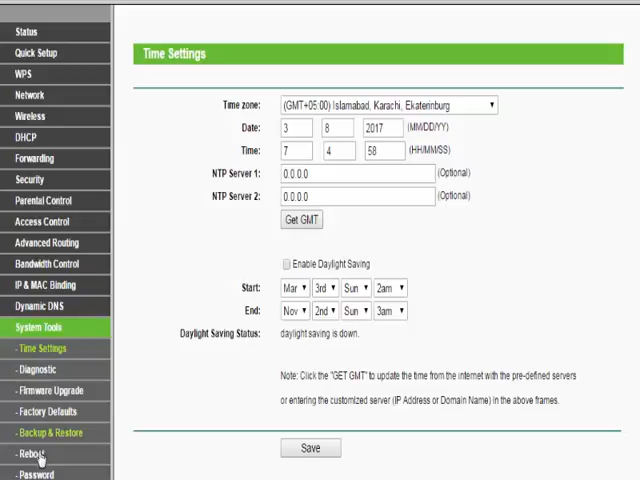 Status
Quick Setup
WPS
Network
Wireless
DHCP
Forwarding
Security
Parental Control
Access Control
Advanced Routing
Bandwidth Control
IP & MAC Binding
Dynamic DNS
System Tools
- Time Settings
- Diagnostic
- Firmware Upgrade
- Factory Defaults
- Backup & Restore
- Reboot
- Password
Time Settings
Time zone: (GMT+05:00) Islamabad, Karachi, Ekaterinburg
Date: 3 8 2017 (MM/DD/YY)
Time: 7 4 58 (HH/MM/SS)
NTP Server 1: 0.0.0.0 (Optional)
NTP Server 2: 0.0.0.0 (Optional)
Get GMT
Enable Daylight Saving
Start: Mar 3rd Sun 2am
End: Nov 2nd Sun 3am
Daylight Saving Status: daylight saving is down.
Note: Click the "GET GMT" to update the time from the internet with the pre-defined servers
or entering the customized server (IP Address or Domain Name) in the above frames.
Save